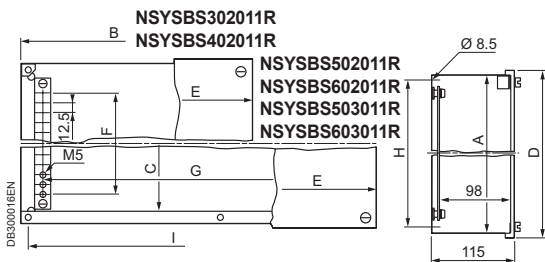 B
NSYSBS302011R
NSYSBS402011R
NSYSBS502011R
NSYSBS602011R
NSYSBS503011R
NSYSBS603011R
Ø 8.5
E
12.5
F
M5
C
G
E
I
H
A
D
98
115
DB300016EN